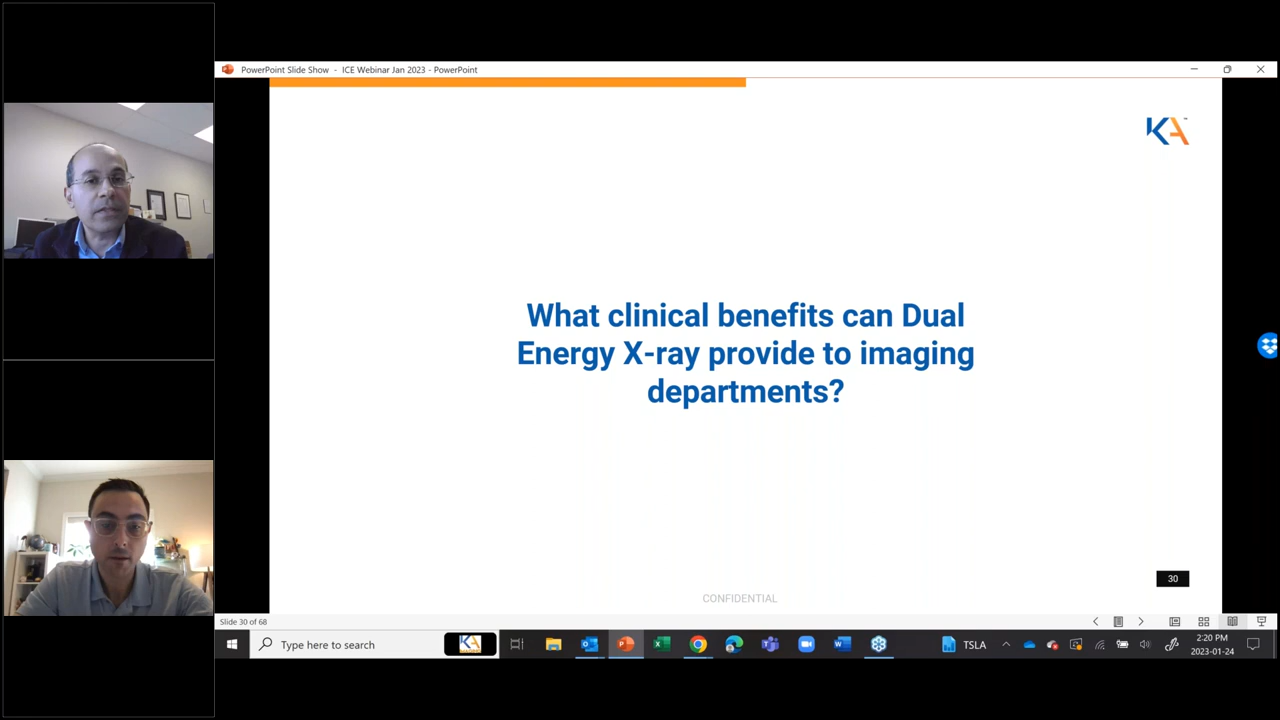 PowerPoint Slide Show - ICE Webinar Jan 2023 - PowerPoint
KA
What clinical benefits can Dual
Energy X-ray provide to imaging
departments?
30
CONFIDENTIAL
Slide 30 of 68
Type here to search
KA
TSLA
2:20 PM
2023-01-24